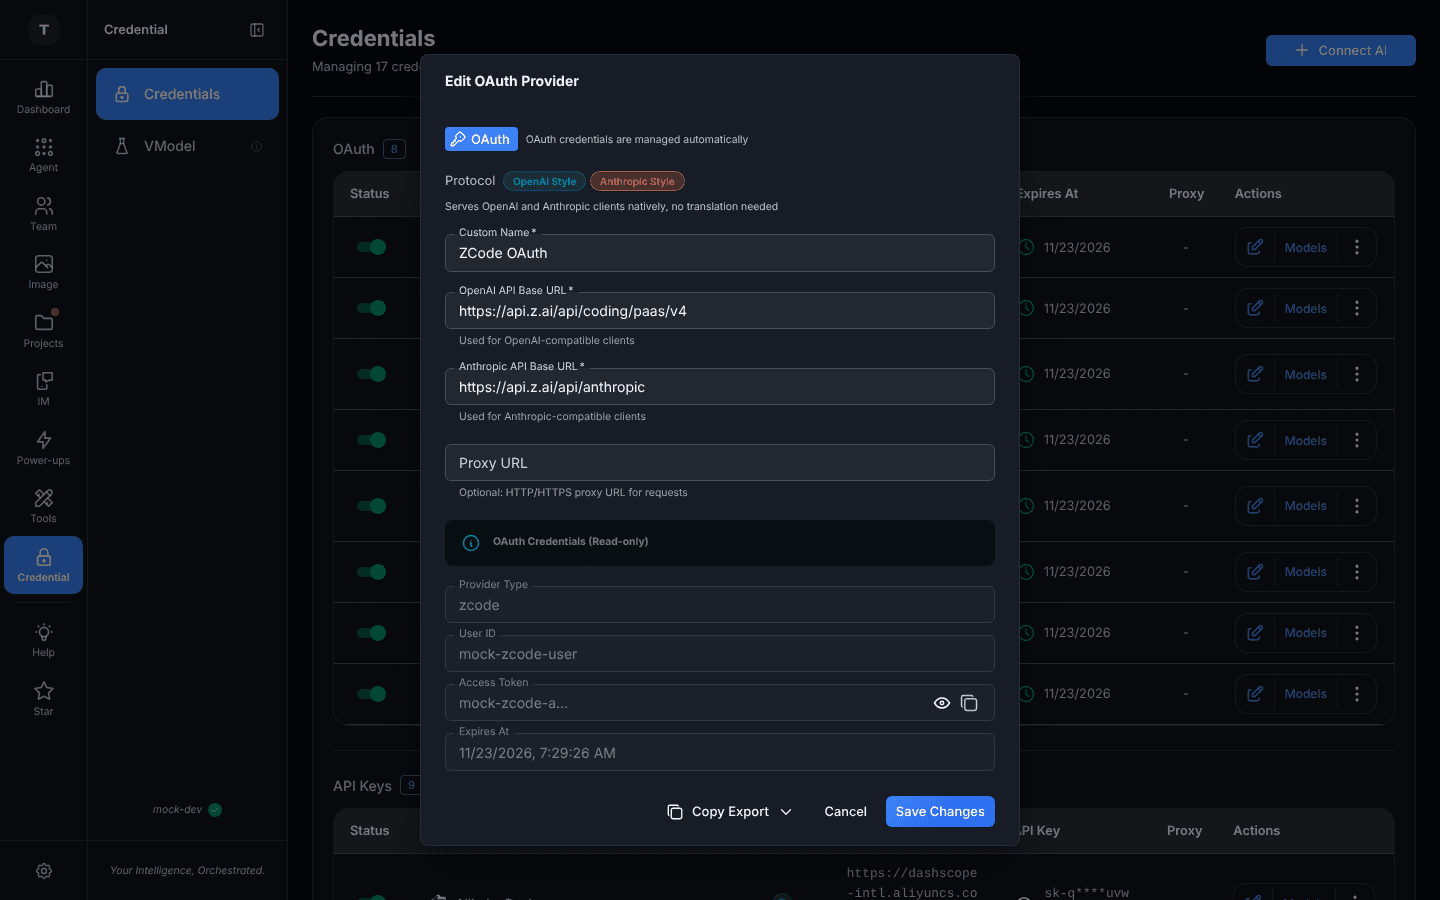 T
Credential
Dashboard
Agent
Team
Image
Projects
IM
Power-ups
Tools
Credential
Help
Star
Credentials
VModel
mock-dev
Your Intelligence, Orchestrated.
Credentials
Managing 17
Connect AI
OAuth 8
Status
Expires At Proxy Actions
11/23/2026 - Models
11/23/2026 - Models
11/23/2026 - Models
11/23/2026 - Models
11/23/2026 - Models
11/23/2026 - Models
11/23/2026 - Models
11/23/2026 - Models
API Keys 9
Status
API Key Proxy Actions
https://dashscope
-intl.aliyuncs.co
sk-q****uvw
Models
Edit OAuth Provider
OAuth OAuth credentials are managed automatically
Protocol OpenAI Style Anthropic Style
Serves OpenAI and Anthropic clients natively, no translation needed
Custom Name *
ZCode OAuth
OpenAI API Base URL *
https://api.z.ai/api/coding/paas/v4
Used for OpenAI-compatible clients
Anthropic API Base URL *
https://api.z.ai/api/anthropic
Used for Anthropic-compatible clients
Proxy URL
Optional: HTTP/HTTPS proxy URL for requests
OAuth Credentials (Read-only)
Provider Type
zcode
User ID
mock-zcode-user
Access Token
mock-zcode-a...
Expires At
11/23/2026, 7:29:26 AM
Copy Export
Cancel
Save Changes